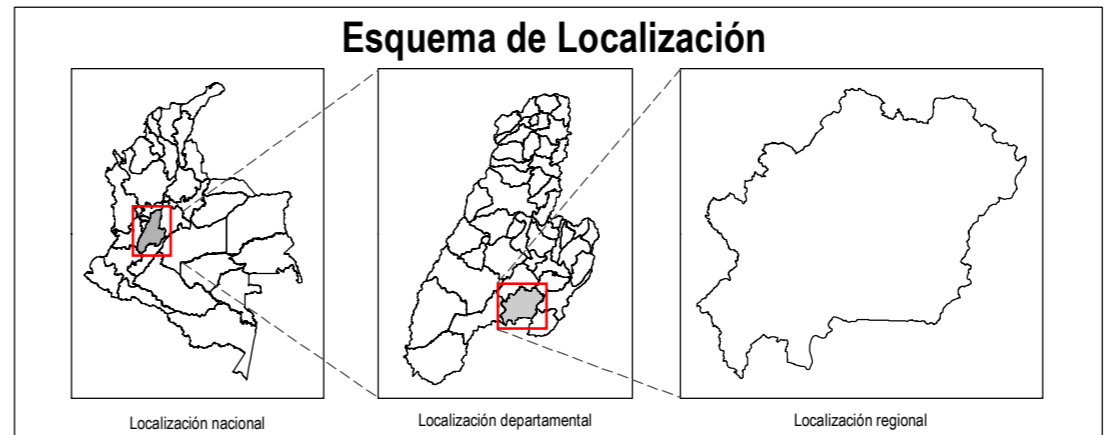 Esquema de Localización
Localización nacional
Localización departamental
Localización regional